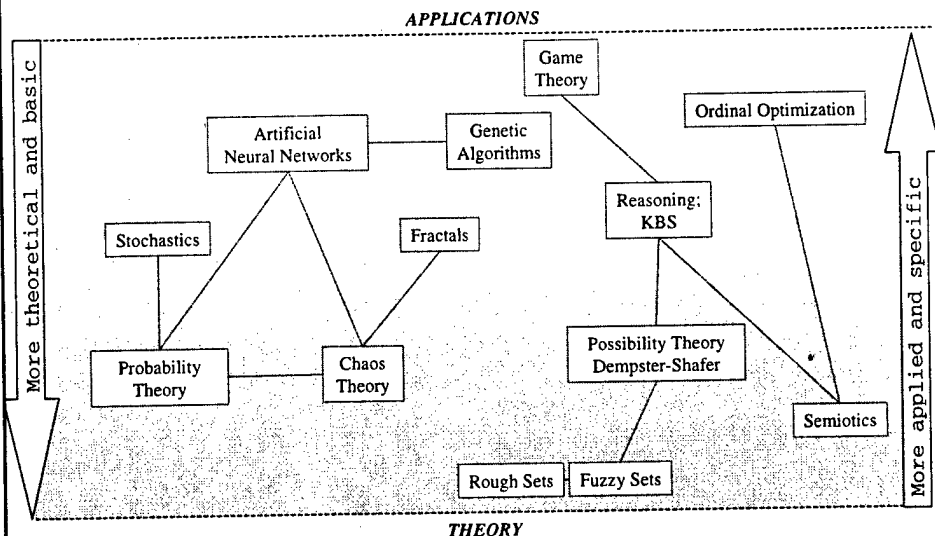 APPLICATIONS
More theoretical and basic
Game
Theory
Ordinal Optimization
Artificial
Neural Networks
Genetic
Algorithms
Reasoning;
KBS
Stochastics
Fractals
More applied and specific
Possibility Theory
Dempster-Shafer
Probability
Theory
Chaos
Theory
Semiotics
Rough Sets
Fuzzy Sets
THEORY